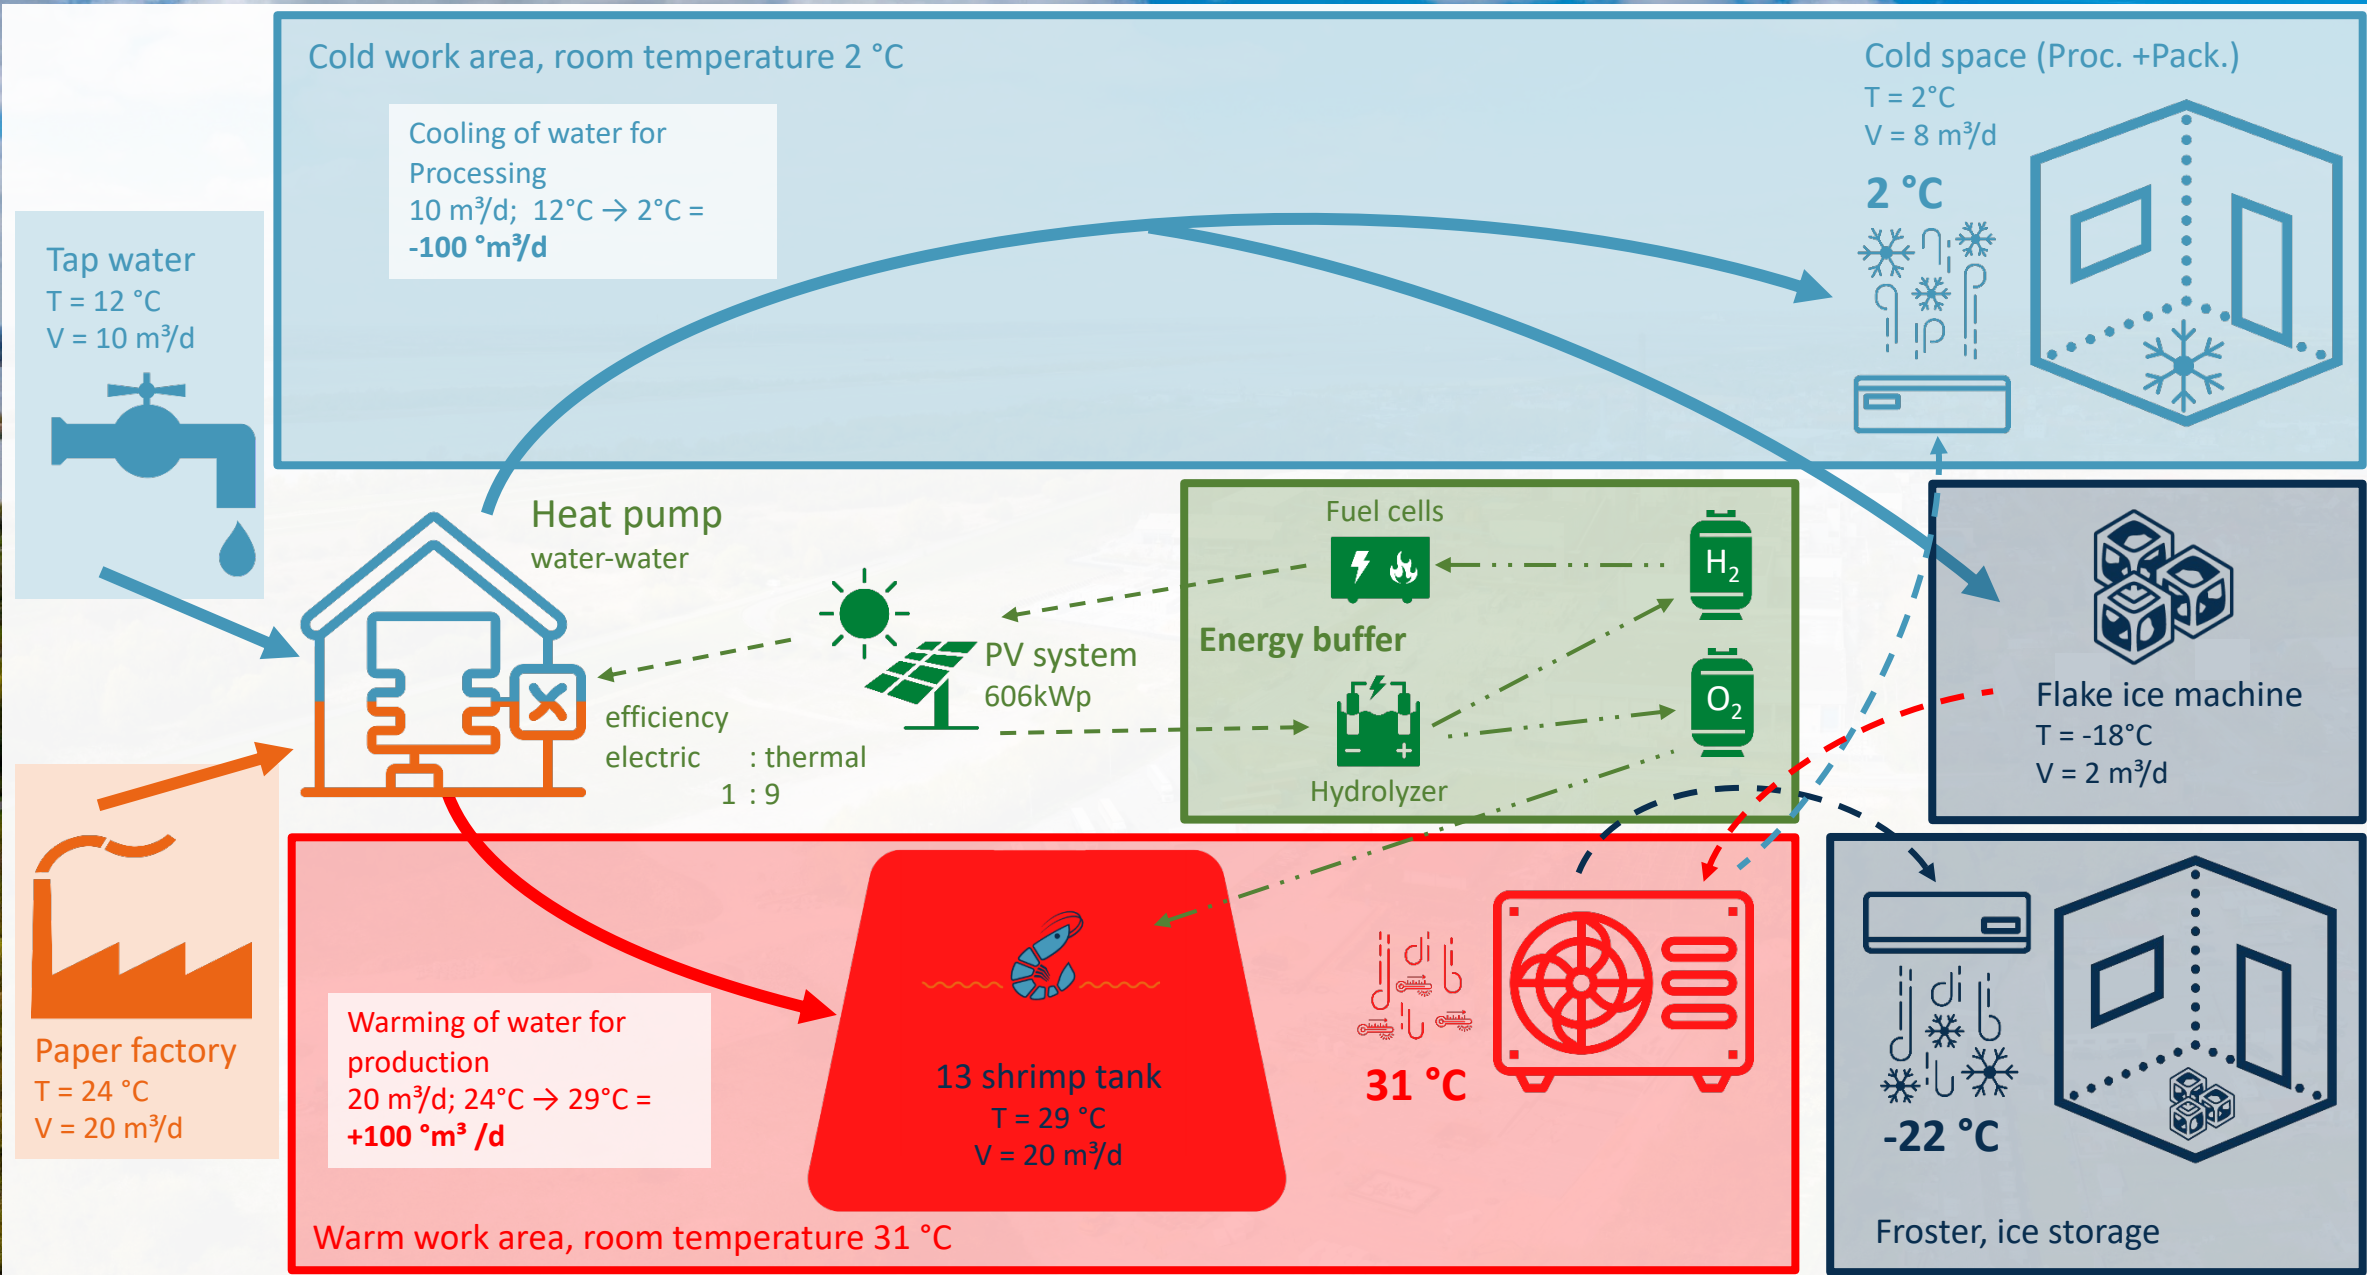 Cold work area, room temperature 2 °C
Cooling of water for
Processing
10 m³/d;  12°C → 2°C =
-100 °m³/d
Cold space (Proc. +Pack.)
T = 2°C
V = 8 m³/d
2 °C
Tap water
T = 12 °C
V = 10 m³/d
Heat pump
water-water
efficiency
electric : thermal
1 : 9
PV system
606kWp
Fuel cells
H₂
Energy buffer
O₂
Hydrolyzer
Flake ice machine
T = -18°C
V = 2 m³/d
Paper factory
T = 24 °C
V = 20 m³/d
Warming of water for
production
20 m³/d; 24°C → 29°C =
+100 °m³ /d
13 shrimp tank
T = 29 °C
V = 20 m³/d
31 °C
Warm work area, room temperature 31 °C
-22 °C
Froster, ice storage